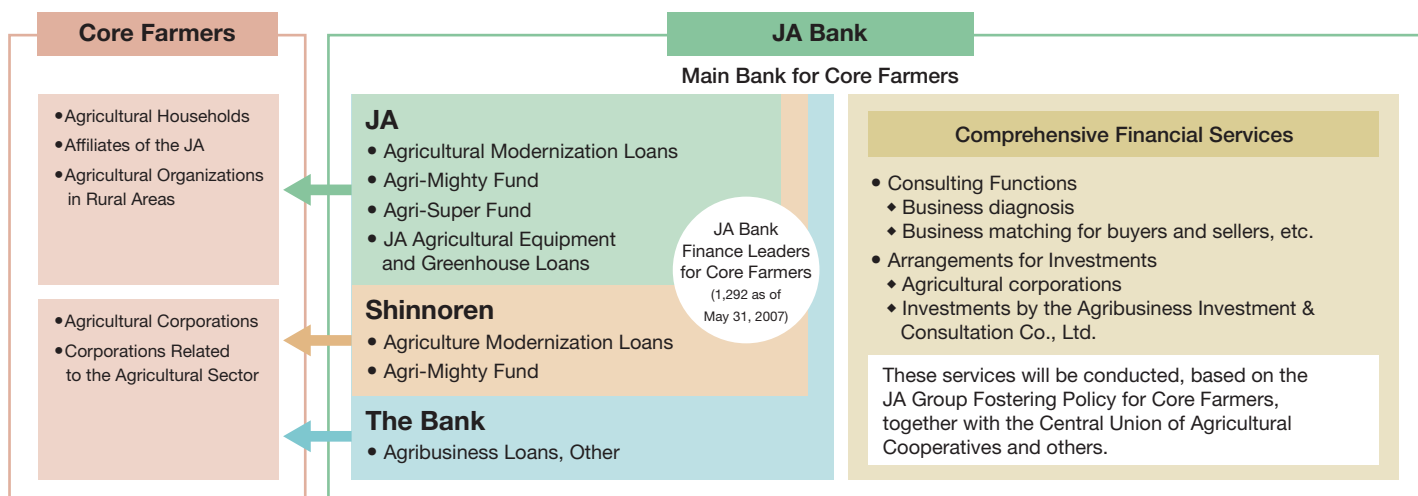 Core Farmers
• Agricultural Households
• Affiliates of the JA
• Agricultural Organizations
in Rural Areas
• Agricultural Corporations
• Corporations Related
to the Agricultural Sector
JA Bank
Main Bank for Core Farmers
JA
• Agricultural Modernization Loans
• Agri-Mighty Fund
• Agri-Super Fund
• JA Agricultural Equipment
and Greenhouse Loans
JA Bank
Finance Leaders
for Core Farmers
(1,292 as of
May 31, 2007)
Shinnoren
• Agriculture Modernization Loans
• Agri-Mighty Fund
The Bank
• Agribusiness Loans, Other
Comprehensive Financial Services
• Consulting Functions
◆ Business diagnosis
◆ Business matching for buyers and sellers, etc.
• Arrangements for Investments
◆ Agricultural corporations
◆ Investments by the Agribusiness Investment &
Consultation Co., Ltd.
These services will be conducted, based on the
JA Group Fostering Policy for Core Farmers,
together with the Central Union of Agricultural
Cooperatives and others.